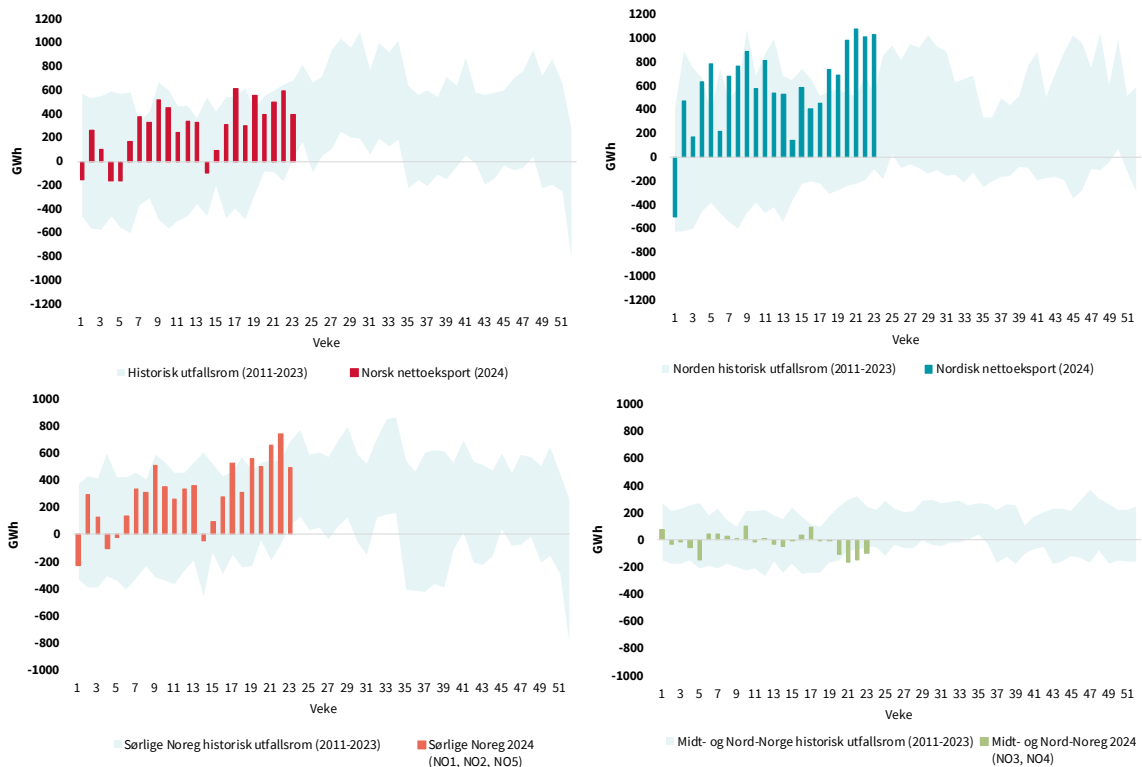 1200
1000
800
600
400
200
0
-200
-400
-600
-800
-1000
-1200
GWh
1 3 5 7 9 11 13 15 17 19 21 23 25 27 29 31 33 35 37 39 41 43 45 47 49 51
Veke
Historisk utfallsrom (2011-2023) Norsk nettoeksport (2024)
1200
1000
800
600
400
200
0
-200
-400
-600
-800
-1000
-1200
GWh
1 3 5 7 9 11 13 15 17 19 21 23 25 27 29 31 33 35 37 39 41 43 45 47 49 51
Veke
Norden historisk utfallsrom (2011-2023) Nordisk nettoeksport (2024)
1000
800
600
400
200
0
-200
-400
-600
-800
-1000
GWh
1 3 5 7 9 11 13 15 17 19 21 23 25 27 29 31 33 35 37 39 41 43 45 47 49 51
Veke
Sørlige Noreg historisk utfallsrom (2011-2023) Sørlige Noreg 2024
(NO1, NO2, NO5)
1000
800
600
400
200
0
-200
-400
-600
-800
-1000
GWh
1 3 5 7 9 11 13 15 17 19 21 23 25 27 29 31 33 35 37 39 41 43 45 47 49 51
Veke
Midt- og Nord-Norge historisk utfallsrom (2011-2023) Midt- og Nord-Noreg 2024
(NO3, NO4)